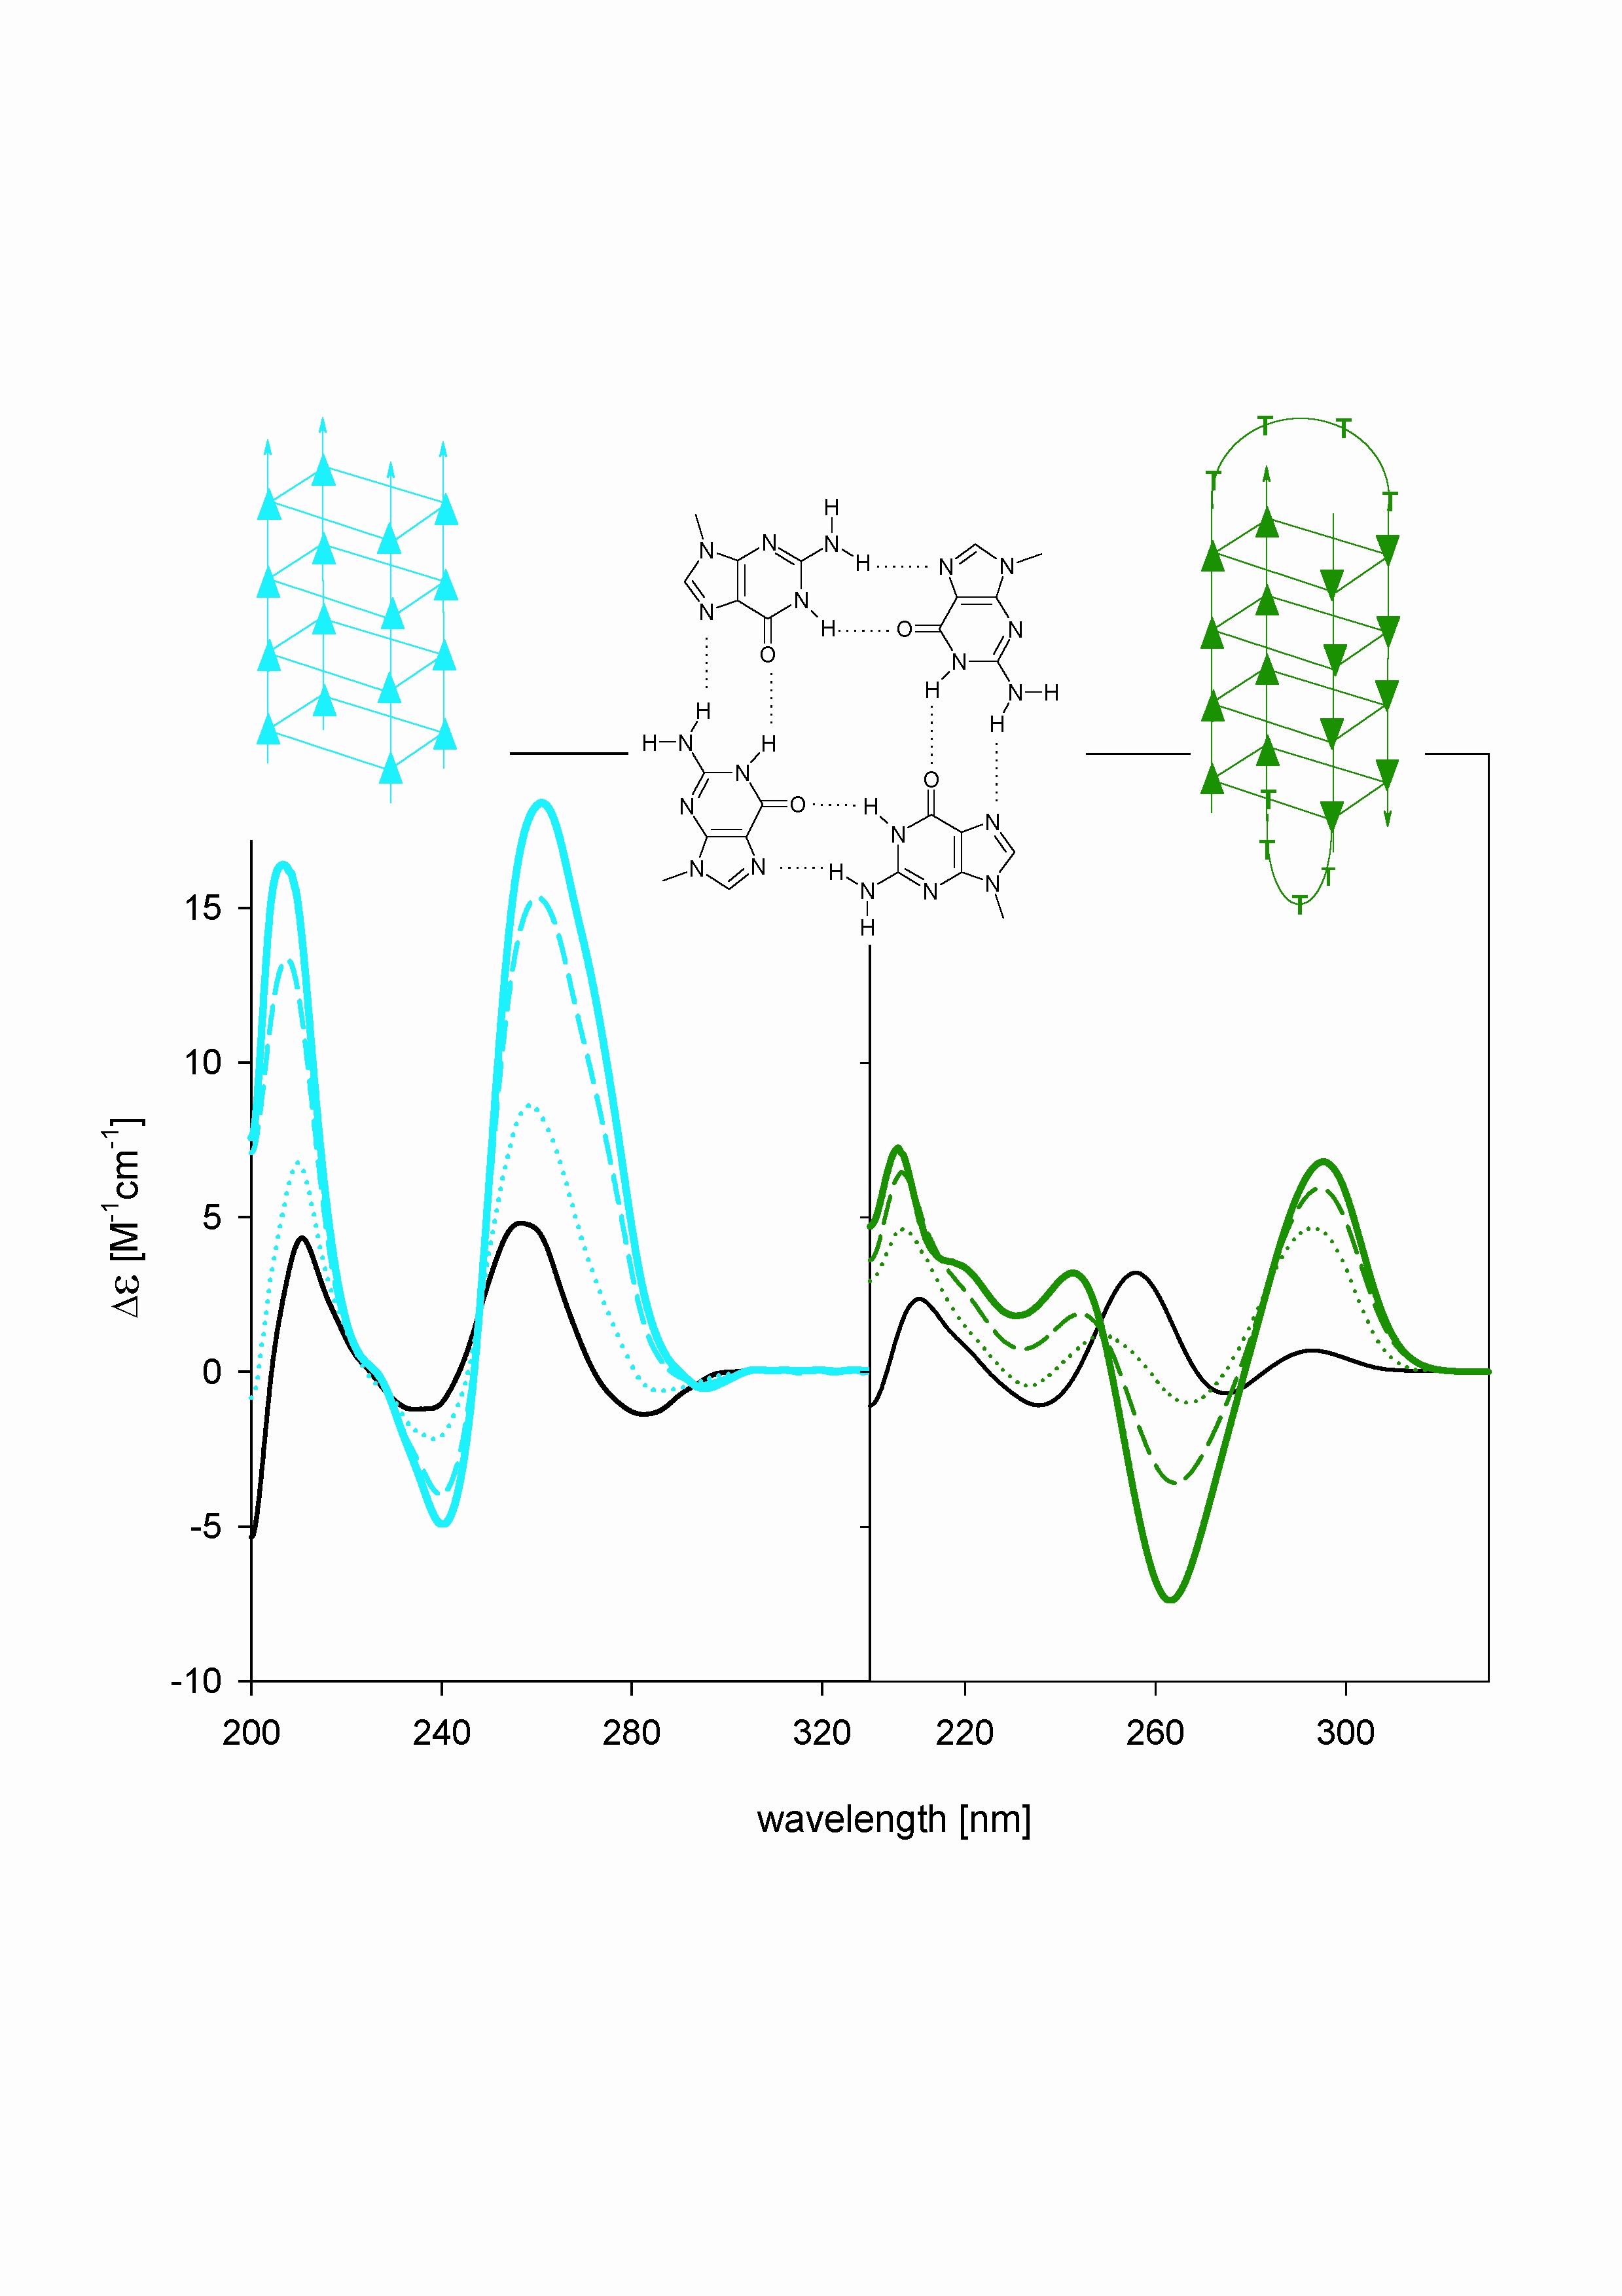 T T
T T
H
N N N H N N
H
N N H O N
O N
H N H
H H
H N H N O
N O H N
N N H N
N N N
H
T
T
T
T
15
10
5
0
-5
-10
Δε [M-1cm-1]
200 240 280 320 220 260 300
wavelength [nm]